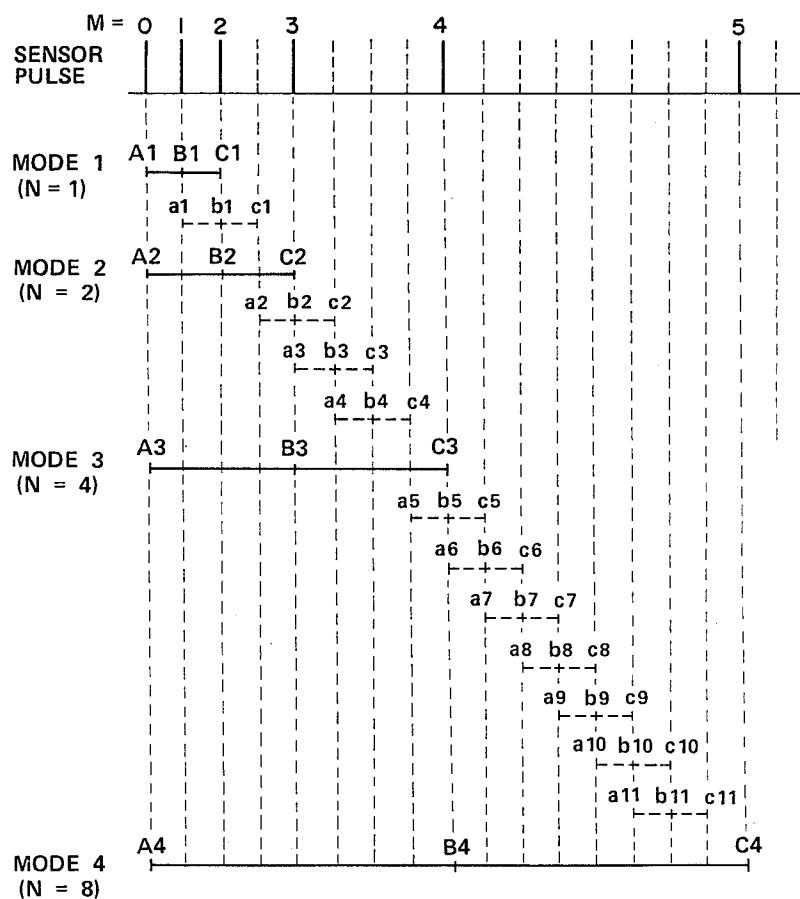 M = 0 1 2 3 4 5
SENSOR
PULSE
A1 B1 C1
MODE 1
(N = 1)
a1 b1 c1
A2 B2 C2
MODE 2
(N = 2)
a2 b2 c2
a3 b3 c3
a4 b4 c4
A3 B3 C3
MODE 3
(N = 4)
a5 b5 c5
a6 b6 c6
a7 b7 c7
a8 b8 c8
a9 b9 c9
a10 b10 c10
a11 b11 c11
A4 B4 C4
MODE 4
(N = 8)